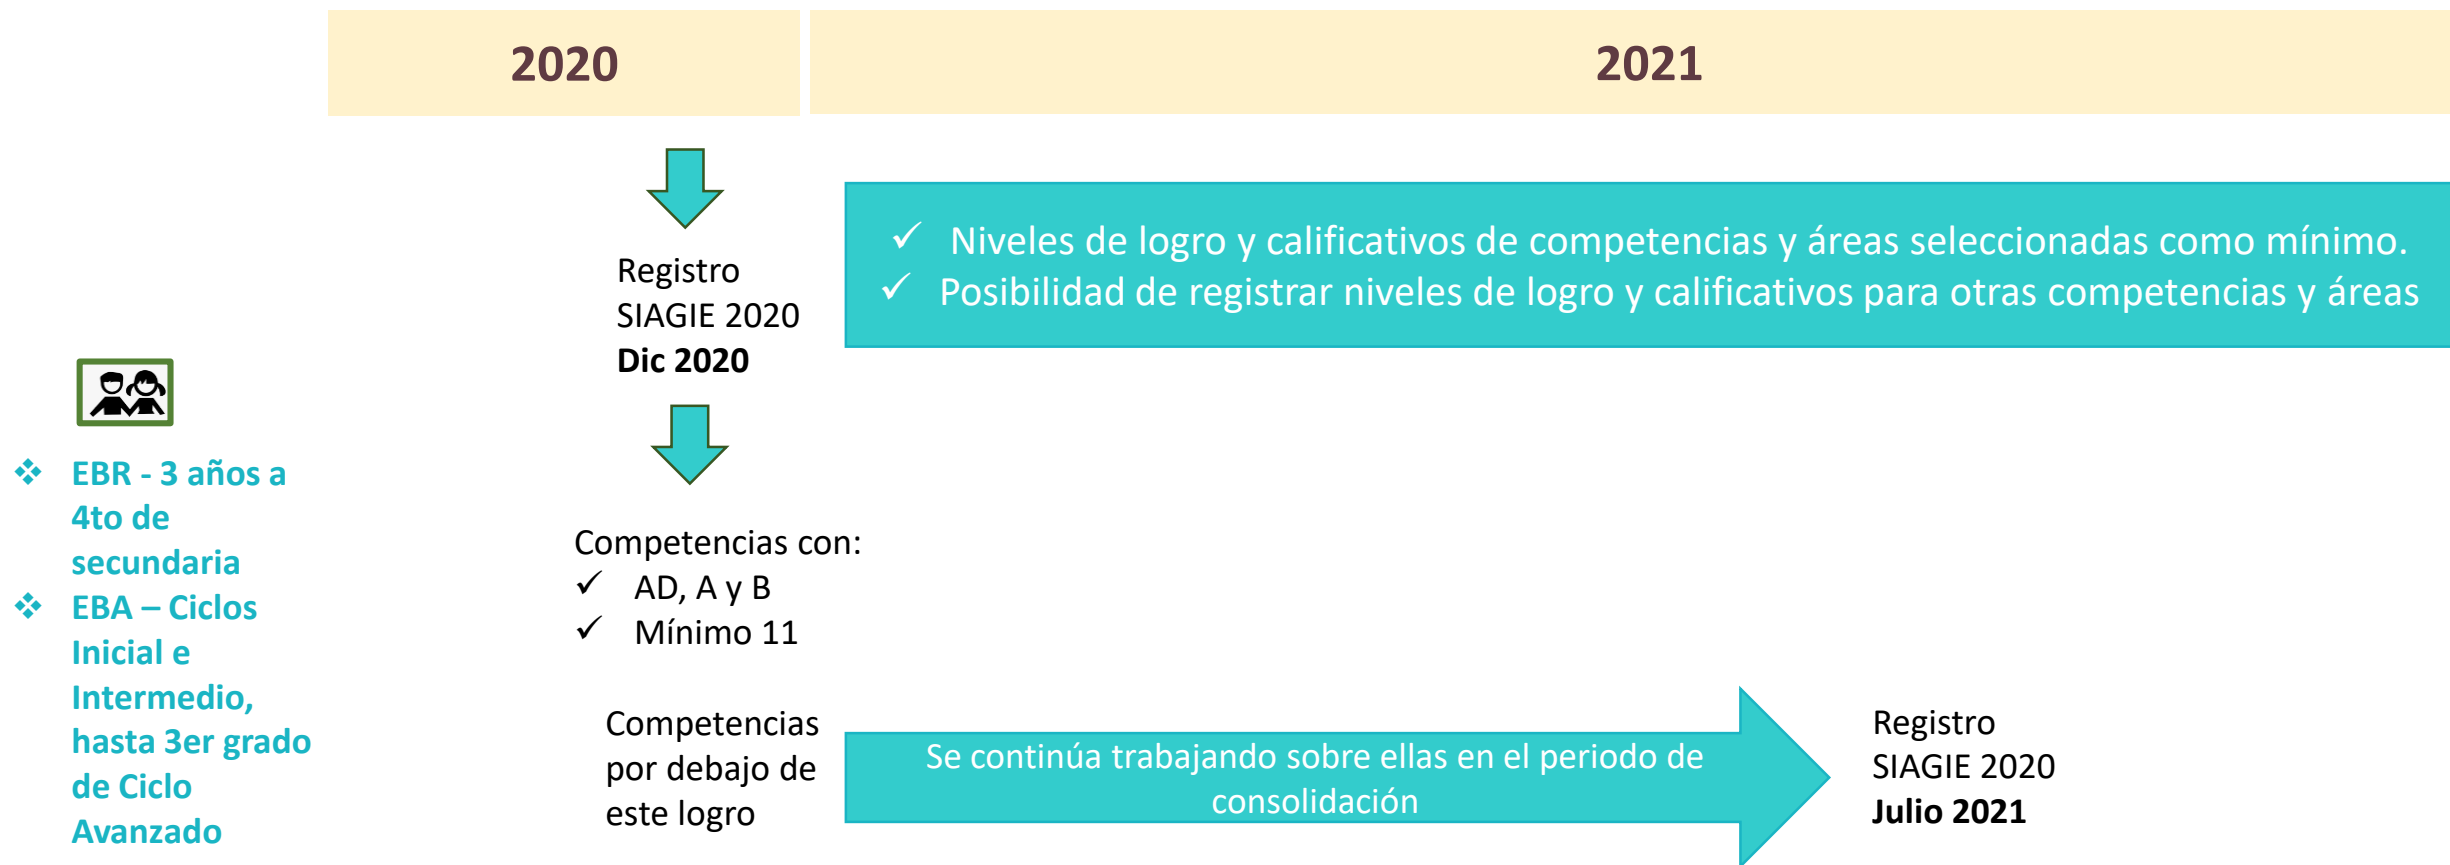 2020
2021
Registro
SIAGIE 2020
Dic 2020
✓ Niveles de logro y calificativos de competencias y áreas seleccionadas como mínimo.
✓ Posibilidad de registrar niveles de logro y calificativos para otras competencias y áreas
❖ EBR - 3 años a
4to de
secundaria
❖ EBA – Ciclos
Inicial e
Intermedio,
hasta 3er grado
de Ciclo
Avanzado
Competencias con:
✓ AD, A y B
✓ Mínimo 11
Competencias
por debajo de
este logro
Se continúa trabajando sobre ellas en el periodo de
consolidación
Registro
SIAGIE 2020
Julio 2021